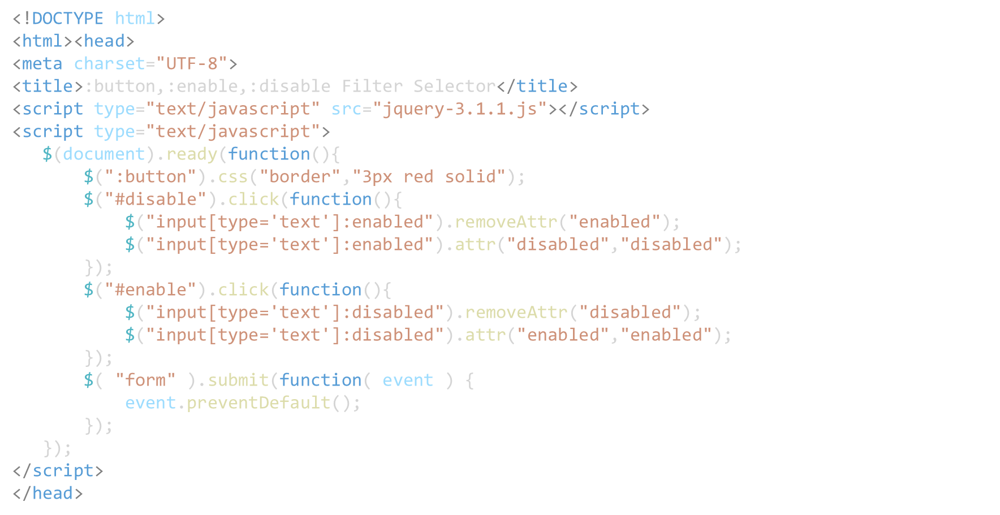 <!DOCTYPE html>
<html><head>
<meta charset="UTF-8">
<title>:button,:enable,:disable Filter Selector</title>
<script type="text/javascript" src="jquery-3.1.1.js"></script>
<script type="text/javascript">
   $(document).ready(function(){
       $(":button").css("border","3px red solid");
       $("#disable").click(function(){
           $("input[type='text']:enabled").removeAttr("enabled");
           $("input[type='text']:enabled").attr("disabled","disabled");
       });
       $("#enable").click(function(){
           $("input[type='text']:disabled").removeAttr("disabled");
           $("input[type='text']:disabled").attr("enabled","enabled");
       });
       $( "form" ).submit(function( event ) {
           event.preventDefault();
       });
   });
</script>
</head>